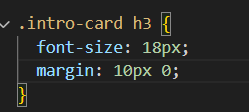 .intro-card h3 {
  font-size: 18px;
  margin: 10px 0;
}